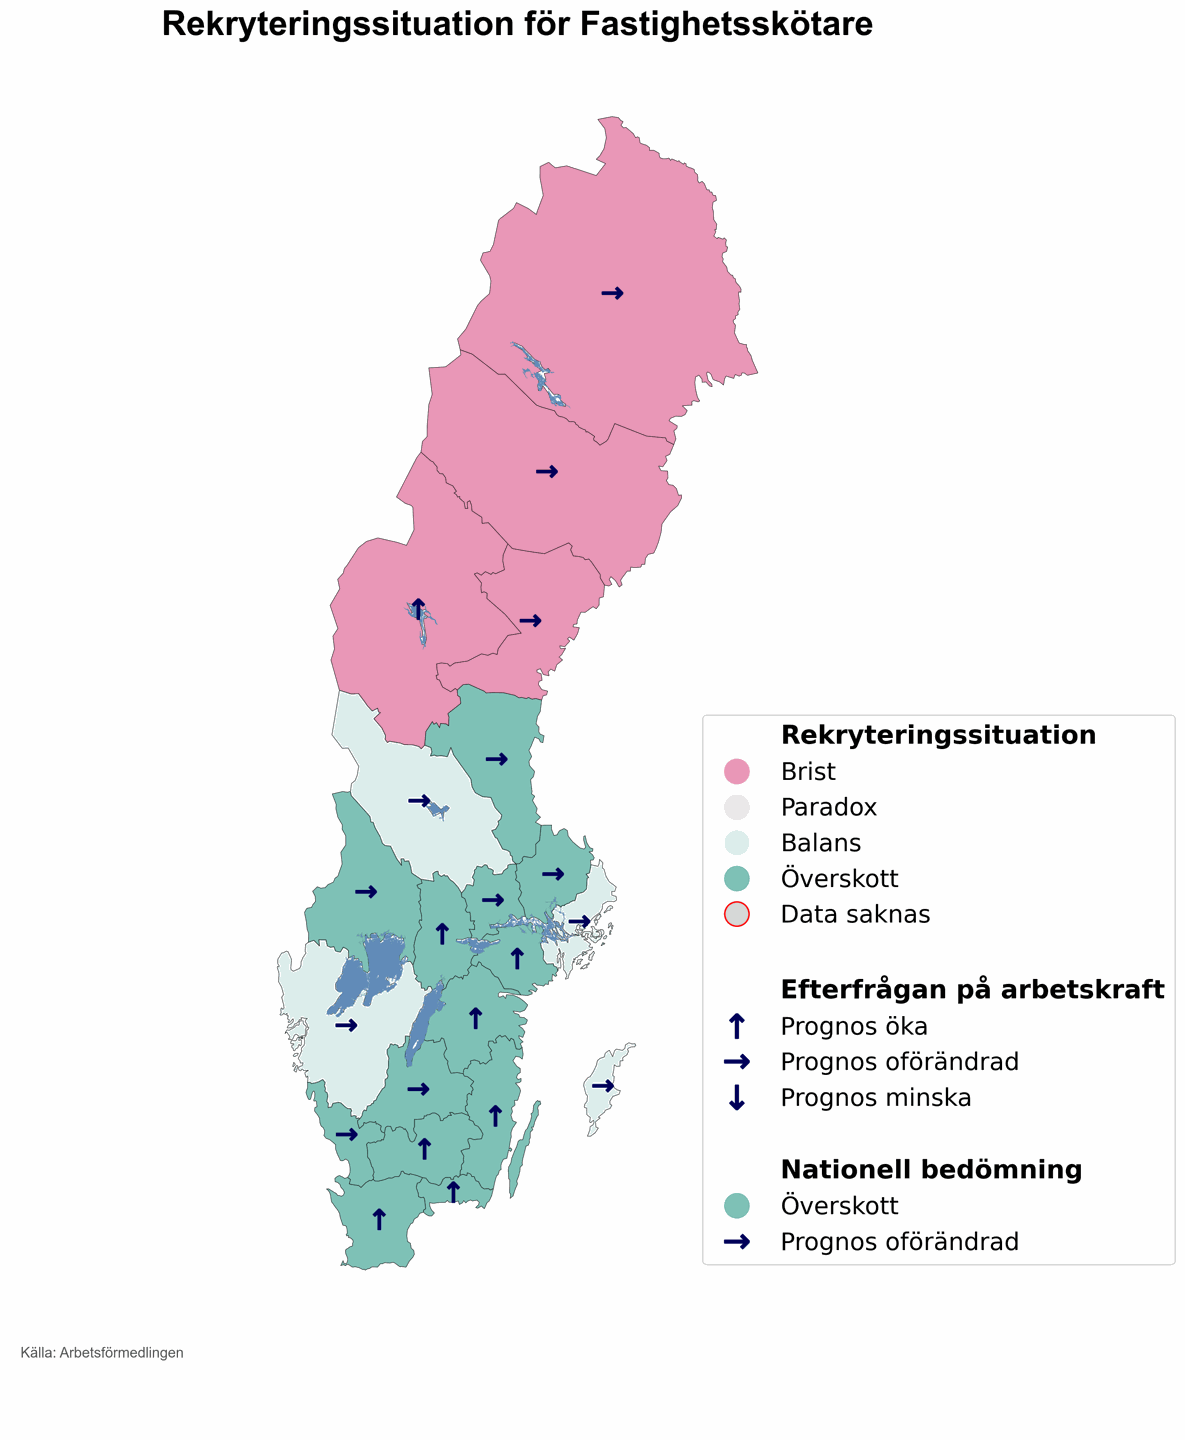 Rekryteringssituation för Fastighetsskötare
Rekryteringssituation
Brist
Paradox
Balans
Överskott
Data saknas
Efterfrågan på arbetskraft
Prognos öka
Prognos oförändrad
Prognos minska
Nationell bedömning
Överskott
Prognos oförändrad
Källa: Arbetsförmedlingen